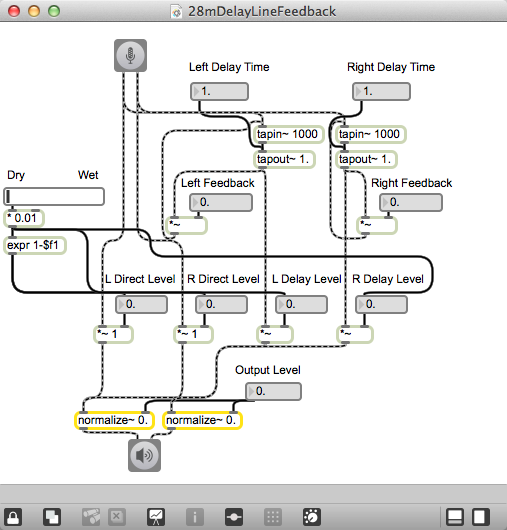 28mDelayLineFeedback
Left Delay Time
Right Delay Time
1.
1.
tapin~ 1000
tapin~ 1000
tapout~ 1.
tapout~ 1.
Dry
Wet
Left Feedback
Right Feedback
0.
0.
* 0.01
*~
*~
expr 1-$f1
L Direct Level
R Direct Level
L Delay Level
R Delay Level
0.
0.
0.
0.
*~ 1
*~ 1
*~
*~
Output Level
0.
normalize~ 0.
normalize~ 0.